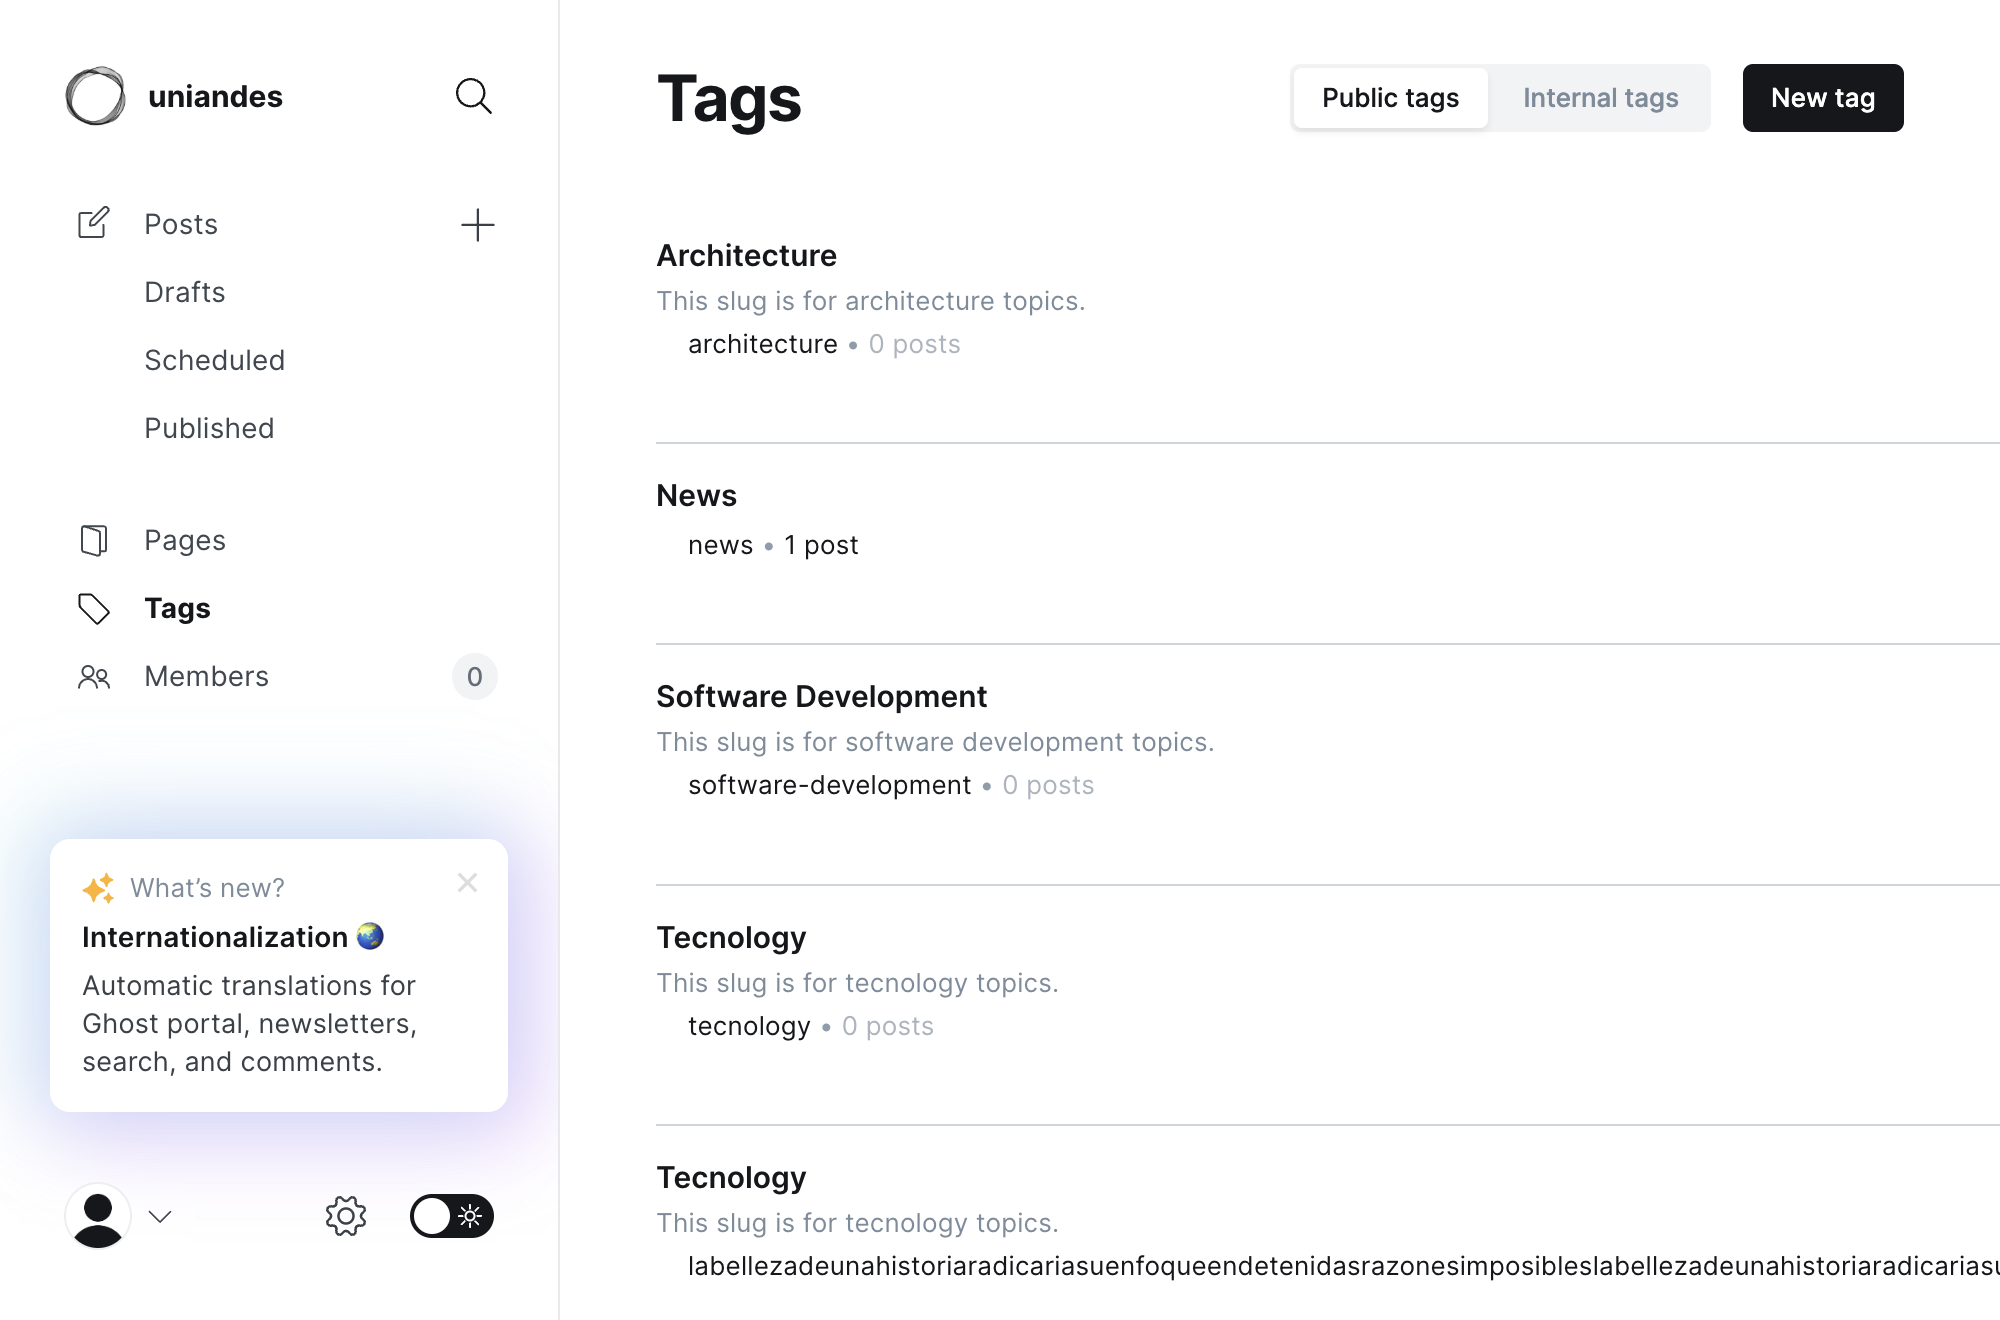 uniandes
Posts
Drafts
Scheduled
Published
Pages
Tags
Members
0
What's new?
Internationalization
Automatic translations for
Ghost portal, newsletters,
search, and comments.
Tags
Public tags
Internal tags
New tag
Architecture
This slug is for architecture topics.
architecture • 0 posts
News
news • 1 post
Software Development
This slug is for software development topics.
software-development • 0 posts
Tecnology
This slug is for tecnology topics.
tecnology • 0 posts
Tecnology
This slug is for tecnology topics.
labellezadeunahistoriaradicariasuenfoqueendetenidasrazonesimposibleslabellezadeunahistoriaradicariasu